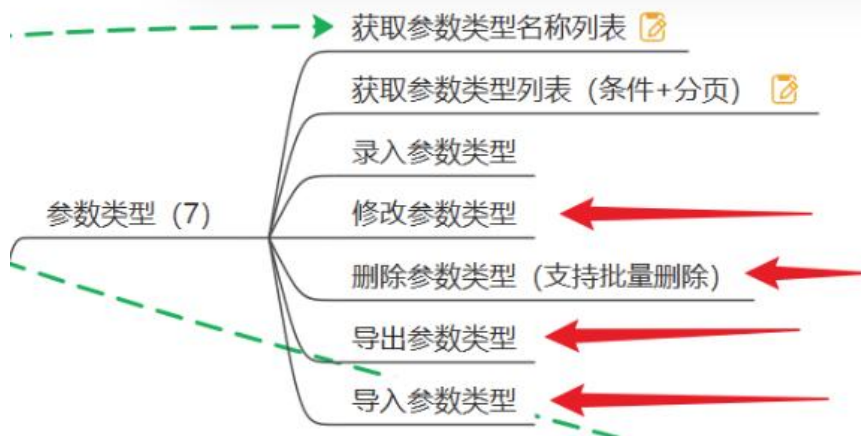 获取参数类型名称列表
获取参数类型列表（条件+分页）
录入参数类型
参数类型（7）
修改参数类型
删除参数类型（支持批量删除）
导出参数类型
导入参数类型